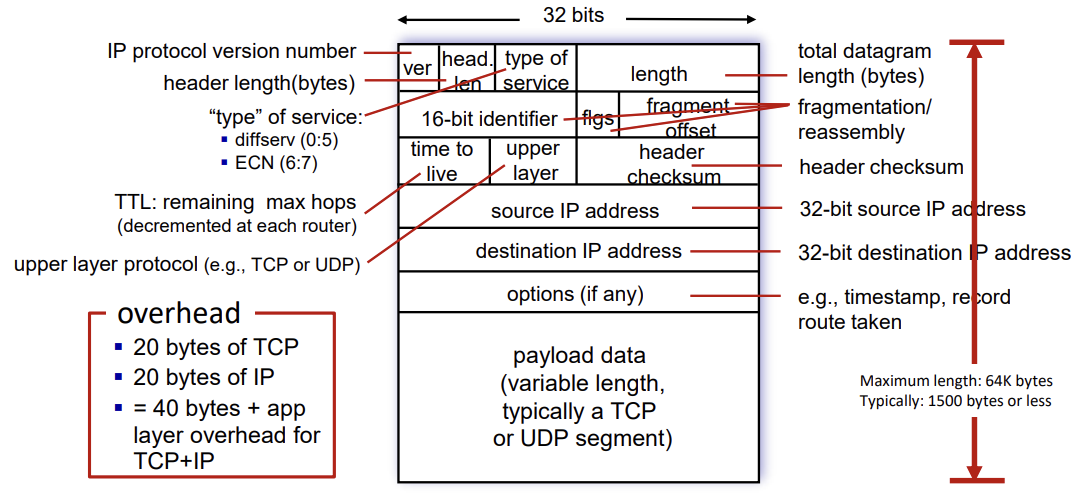 32 bits
IP protocol version number
header length(bytes)
“type” of service:
▪ diffserv (0:5)
▪ ECN (6:7)
TTL: remaining max hops
(decremented at each router)
upper layer protocol (e.g., TCP or UDP)
overhead
▪ 20 bytes of TCP
▪ 20 bytes of IP
▪ = 40 bytes + app
layer overhead for
TCP+IP
ver
head.
len
type of
service
length
16-bit identifier
flgs
fragment
offset
time to
live
upper
layer
header
checksum
source IP address
destination IP address
options (if any)
payload data
(variable length,
typically a TCP
or UDP segment)
total datagram
length (bytes)
fragmentation/
reassembly
header checksum
32-bit source IP address
32-bit destination IP address
e.g., timestamp, record
route taken
Maximum length: 64K bytes
Typically: 1500 bytes or less